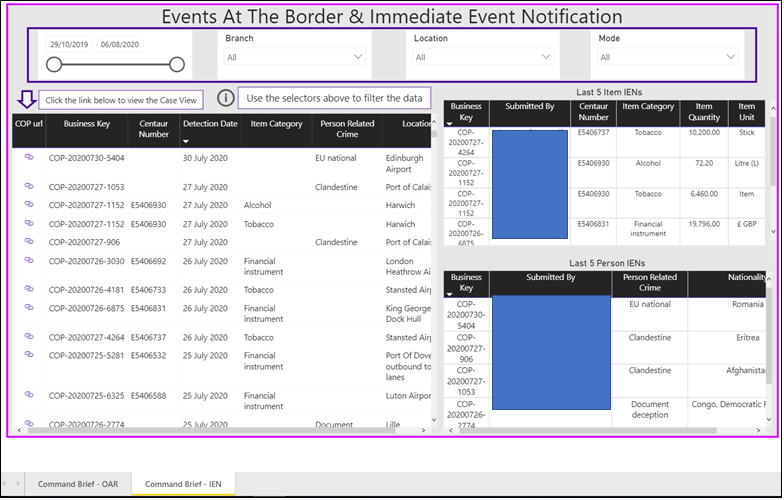 Events At The Border & Immediate Event Notification
29/10/2019 06/08/2020
Branch
All
Location
All
Mode
All
Click the link below to view the Case View
Use the selectors above to filter the data
COP url Business Key Centaur Number Detection Date Item Category Person Related Crime Location
COP-20200730-5404 30 July 2020 EU national Edinburgh Airport
COP-20200727-1053 27 July 2020 Clandestine Port of Calais
COP-20200727-1152 E5406930 27 July 2020 Alcohol Harwich
COP-20200727-1152 E5406930 27 July 2020 Tobacco Harwich
COP-20200727-906 27 July 2020 Clandestine Port of Calais
COP-20200726-3030 E5406692 26 July 2020 Financial instrument London Heathrow Ai
COP-20200726-4181 E5406733 26 July 2020 Tobacco Stansted Airp
COP-20200726-6875 E5406831 26 July 2020 Financial instrument King George Dock Hull
COP-20200727-4264 E5406737 26 July 2020 Tobacco Stansted Airp
COP-20200725-5281 E5406532 25 July 2020 Financial instrument Port Of Dove outbound to lanes
COP-20200725-6325 E5406588 25 July 2020 Financial instrument Luton Airpor
COP-20200726-2774 25 July 2020 Document Lille
Last 5 Item IENs
Business Key Submitted By Centaur Number Item Category Item Quantity Item Unit
COP-20200727-4264 E5406737 Tobacco 10,200.00 Stick
COP-20200727-1152 E5406930 Alcohol 72.20 Litre (L)
COP-20200727-1152 E5406930 Tobacco 6,460.00 Item
COP-20200726-6875 E5406831 Financial instrument 19,796.00 £ GBP
Last 5 Person IENs
Business Key Submitted By Person Related Crime Nationality
COP-20200730-5404 EU national Romania
COP-20200727-906 Clandestine Eritrea
COP-20200727-1053 Clandestine Afghanistan
COP-20200726-2774 Document deception Congo, Democratic R
Command Brief - OAR
Command Brief - IEN